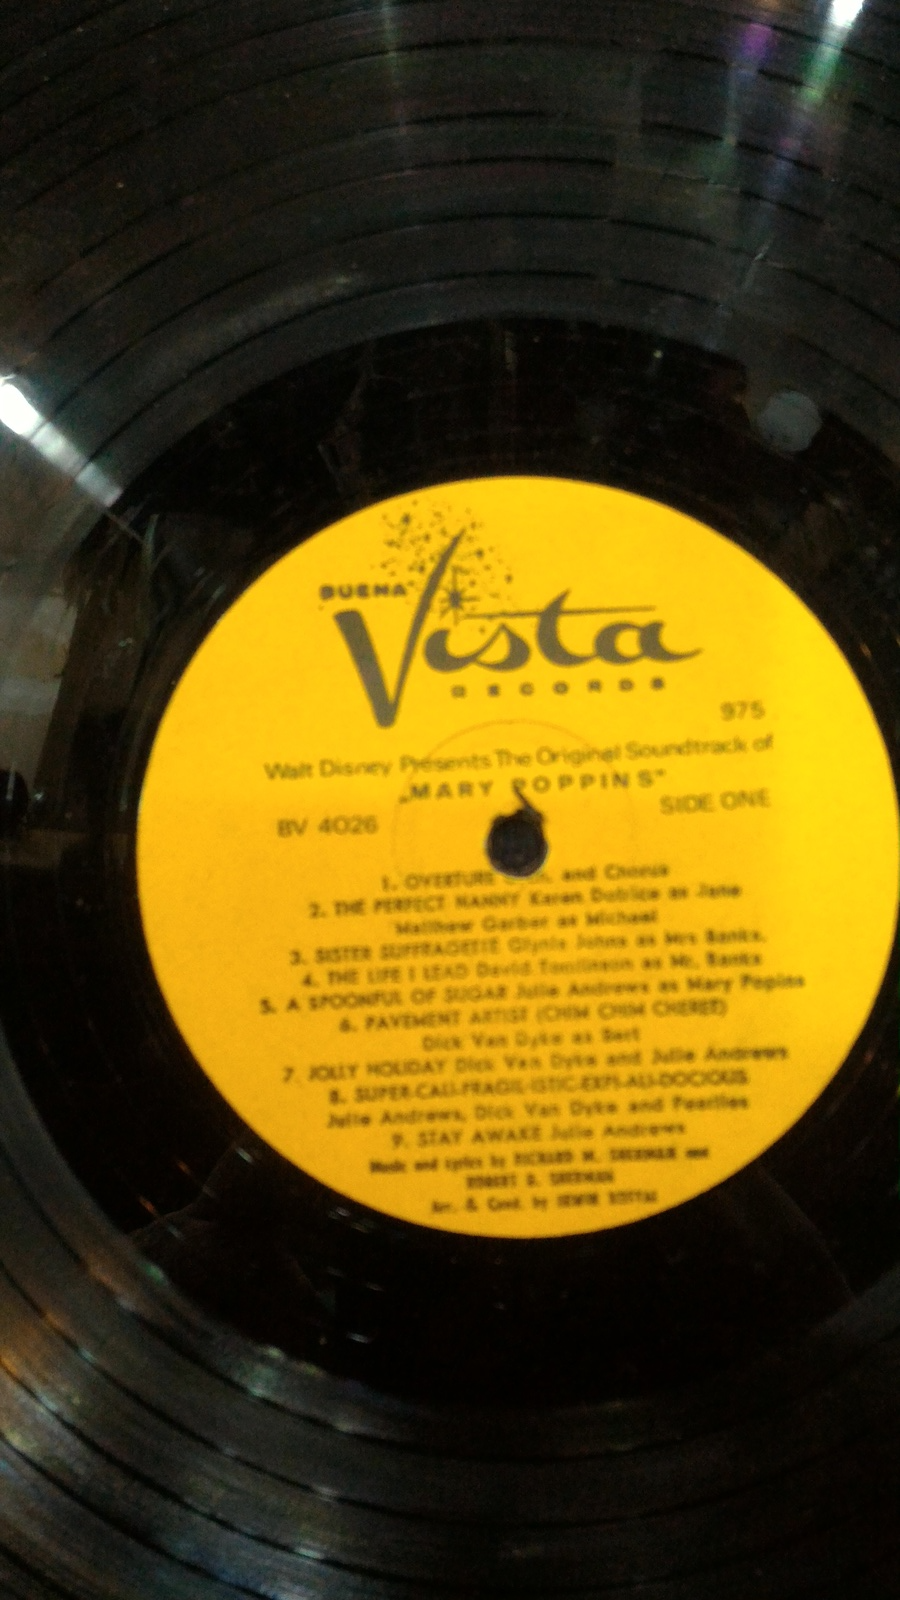 BUENA
Vista
RECORDS
975
Walt Disney Presents The Original Soundtrack of
„MARY POPPINS"
BV 4026
SIDE ONE
1. OVERTURE and Chorus
2. THE PERFECT NANNY Karen Dotrice as Jane
Matthew Garber as Michael
3. SISTER SUFFRAGETTE Glynis Johns as Mrs Banks.
4. THE LIFE I LEAD David Tomlinson as Mr. Banks
5. A SPOONFUL OF SUGAR Julie Andrews as Mary Popins
6. PAVEMENT ARTIST (CHIM CHIM CHEREE)
Dick Van Dyke as Bert
7. JOLLY HOLIDAY Dick Van Dyke and Julie Andrews
8. SUPER-CALI-FRAGIL-ISTIC-EXPI-ALI-DOCIOUS
Julie Andrews, Dick Van Dyke and Pearlies
9. STAY AWAKE Julie Andrews
Music and Lyrics by RICHARD M. SHERMAN and
ROBERT B. SHERMAN
Arr. & Cond. by IRWIN KOSTAL